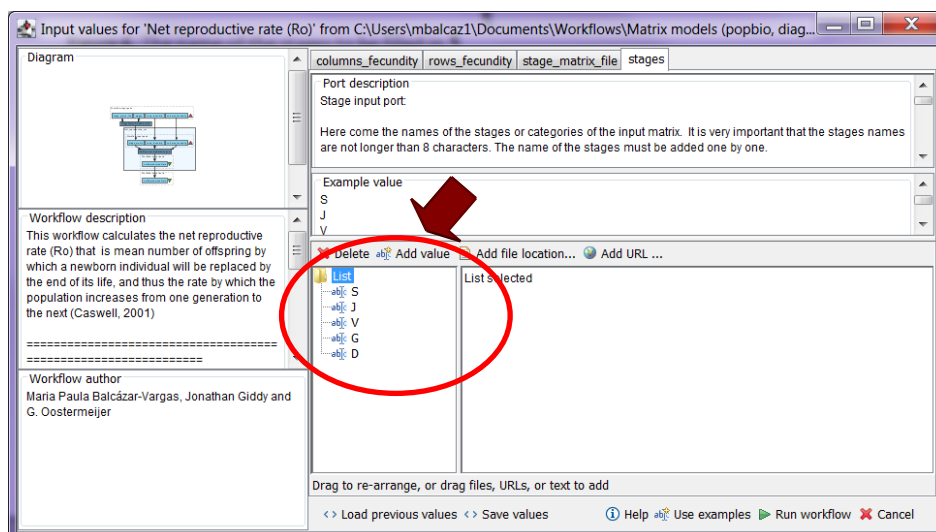 Input values for 'Net reproductive rate (Ro)' from C:\Users\mbalcaz1\Documents\Workflows\Matrix models (popbio, diag...
Diagram
Workflow description
This workflow calculates the net reproductive
rate (Ro) that is mean number of offspring by
which a newborn individual will be replaced by
the end of its life, and thus the rate by which the
population increases from one generation to
the next (Caswell, 2001)
=====================================
==========================
Workflow author
Maria Paula Balcázar-Vargas, Jonathan Giddy and
G. Oostermeijer
columns_fecundity rows_fecundity stage_matrix_file stages
Port description
Stage input port:
Here come the names of the stages or categories of the input matrix. It is very important that the stages names
are not longer than 8 characters. The name of the stages must be added one by one.
Example value
S
J
V
Delete Add value Add file location... Add URL ...
List
S
J
V
G
D
List selected
Drag to re-arrange, or drag files, URLs, or text to add
Load previous values Save values Help Use examples Run workflow Cancel